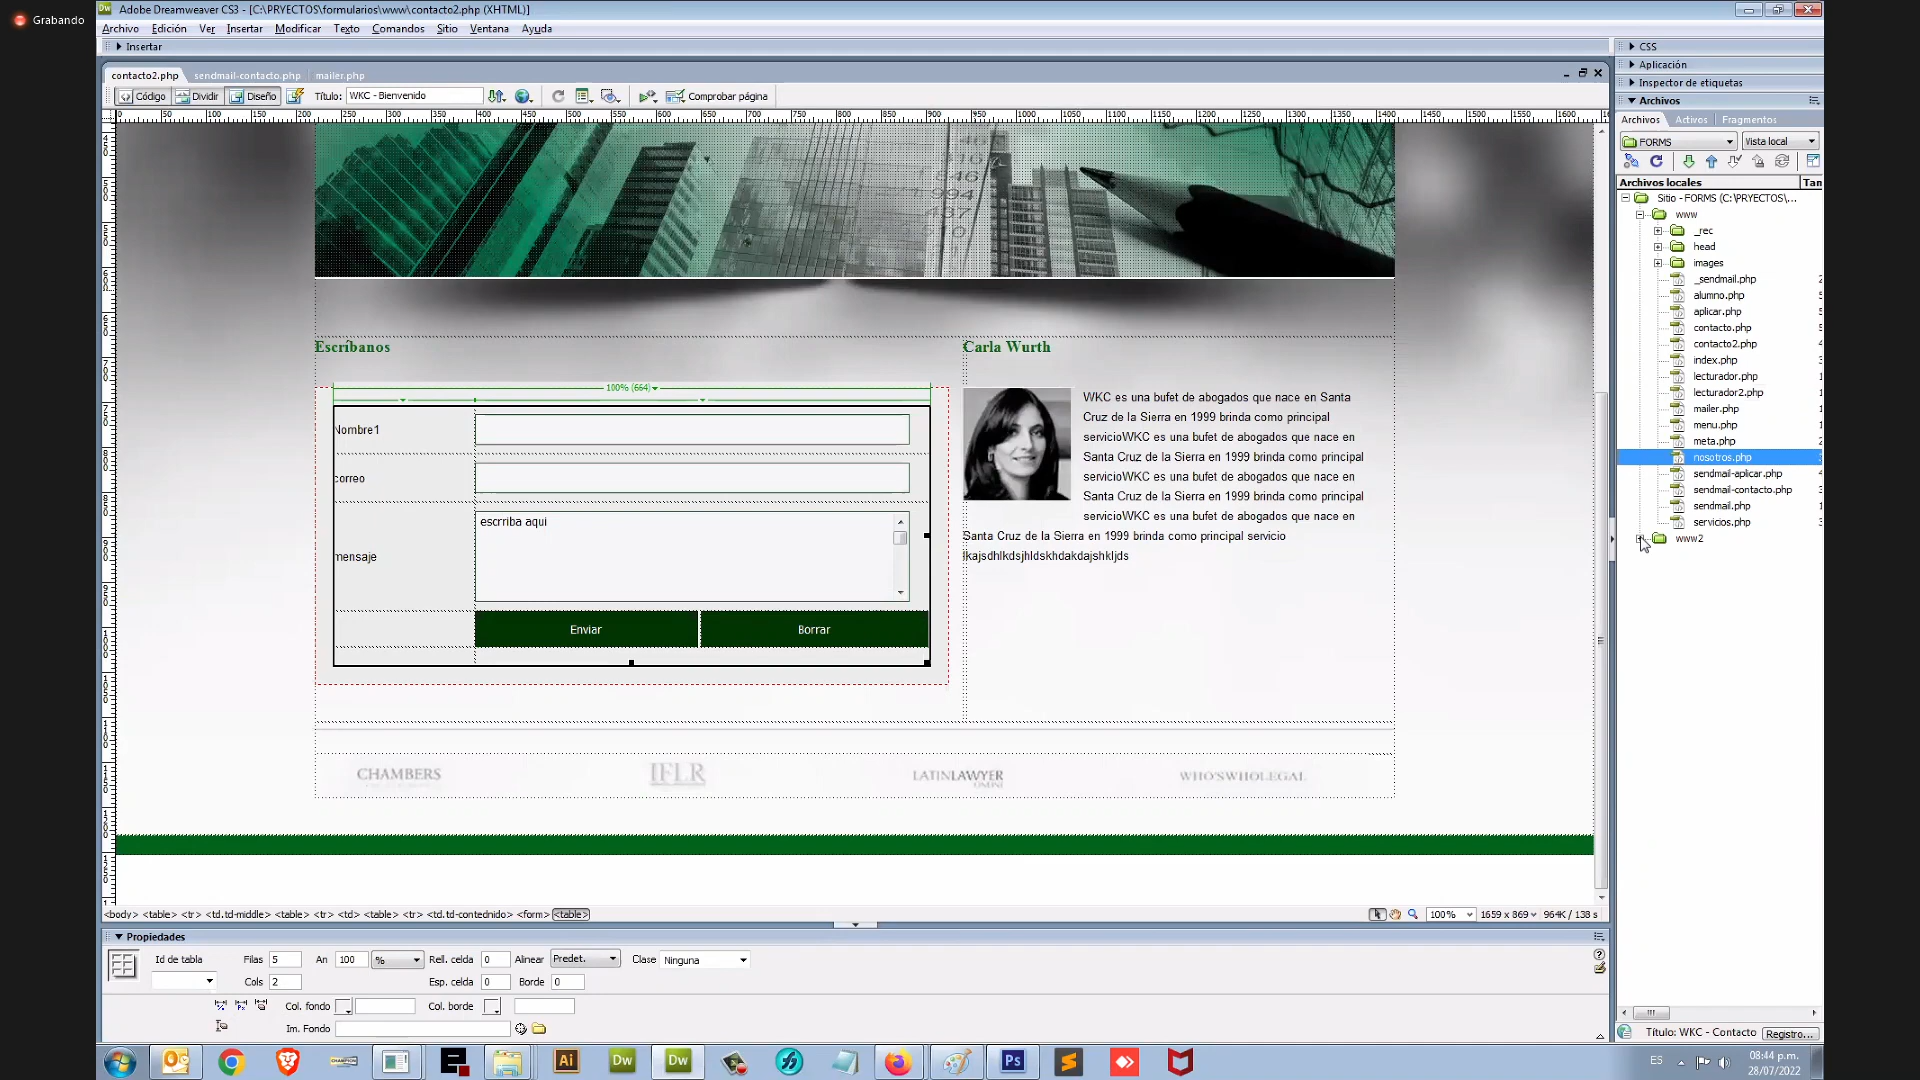 Grabando
Adobe Dreamweaver CS3 - [C:\PRYECTOS\formularios\www\contacto2.php (XHTML)]
Archivo Edición Ver Insertar Modificar Texto Comandos Sitio Ventana Ayuda
Insertar
contacto2.php sendmail-contacto.php mailer.php
Código Dividir Diseño Título: WKC - Bienvenido Comprobar página
Escríbanos
Carla Wurth
100% (664)
Nombre1
correo
mensaje
escrriba aqui
Enviar Borrar
WKC es una bufet de abogados que nace en Santa
Cruz de la Sierra en 1999 brinda como principal
servicioWKC es una bufet de abogados que nace en
Santa Cruz de la Sierra en 1999 brinda como principal
servicioWKC es una bufet de abogados que nace en
Santa Cruz de la Sierra en 1999 brinda como principal
servicioWKC es una bufet de abogados que nace en
Santa Cruz de la Sierra en 1999 brinda como principal servicio
lkajsdhlkdsjhldskhdakdajshkljds
CHAMBERS IFLR LATINLAWYER ONLINE WHO'SWHOLEGAL
<body> <table> <tr> <td.td-middle> <table> <tr> <td> <table> <tr> <td.td-contednido> <form> <table>
100% 1659 x 869 964K / 138 s
Propiedades
Id de tabla Filas 5 An 100 % Rell. celda 0 Alinear Predet. Clase Ninguna
Cols 2 Esp. celda 0 Borde 0
Col. fondo Col. borde
Im. Fondo
CSS
Aplicación
Inspector de etiquetas
Archivos
Archivos Activos Fragmentos
FORMS Vista local
Archivos locales Tan
Sitio - FORMS (C:\PRYECTOS\...
www
_rec
head
images
_sendmail.php
alumno.php
aplicar.php
contacto.php
contacto2.php
index.php
lecturador.php
lecturador2.php
mailer.php
menu.php
meta.php
nosotros.php
sendmail-aplicar.php
sendmail-contacto.php
sendmail.php
servicios.php
www2
Título: WKC - Contacto Registro...
ES 08:44 p.m.
28/07/2022